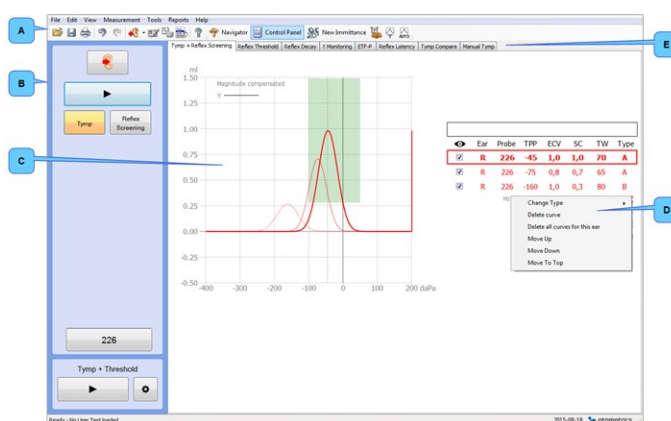 File Edit View Measurement Tools Reports Help
A
Navigator Control Panel New Immittance
E
Tymp + Reflex Screening Reflex Threshold Reflex Decay Y Monitoring ETF-P Reflex Latency Tymp Compare Manual Tymp
B
Tymp
Reflex
Screening
226
Tymp + Threshold
C
ml
1.50
Magnitude compensated
Y
1.25
1.00
0.75
0.50
0.25
0.00
-0.25
-0.50
-400 -300 -200 -100 0 100 200 daPa
Ear Probe TPP ECV SC TW Type
R 226 -45 1,0 1,0 70 A
R 226 -75 0,8 0,7 65 A
R 226 -160 1,0 0,3 80 B
Hz
D
Change Type
Delete curve
Delete all curves for this ear
Move Up
Move Down
Move To Top
Ready - No User Test loaded
2015-08-18 otometrics